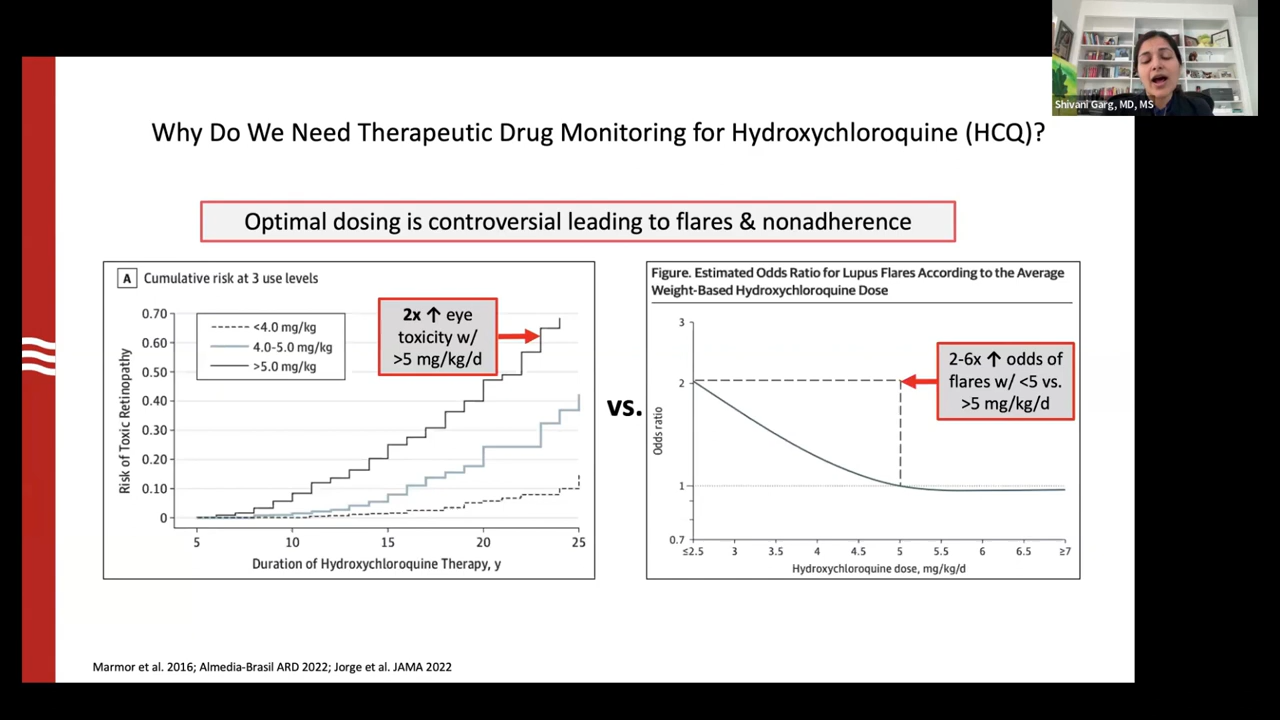 Shivani Garg, MD, MS
Why Do We Need Therapeutic Drug Monitoring for Hydroxychloroquine (HCQ)?
Optimal dosing is controversial leading to flares & nonadherence
A Cumulative risk at 3 use levels
0.70
0.60
0.50
0.40
0.30
0.20
0.10
0
Risk of Toxic Retinopathy
<4.0 mg/kg
4.0-5.0 mg/kg
>5.0 mg/kg
2x ↑ eye
toxicity w/
>5 mg/kg/d
5 10 15 20 25
Duration of Hydroxychloroquine Therapy, y
vs.
Figure. Estimated Odds Ratio for Lupus Flares According to the Average
Weight-Based Hydroxychloroquine Dose
3
2
1
0.7
Odds ratio
2-6x ↑ odds of
flares w/ <5 vs.
>5 mg/kg/d
≤2.5 3 3.5 4 4.5 5 5.5 6 6.5 ≥7
Hydroxychloroquine dose, mg/kg/d
Marmor et al. 2016; Almedia-Brasil ARD 2022; Jorge et al. JAMA 2022